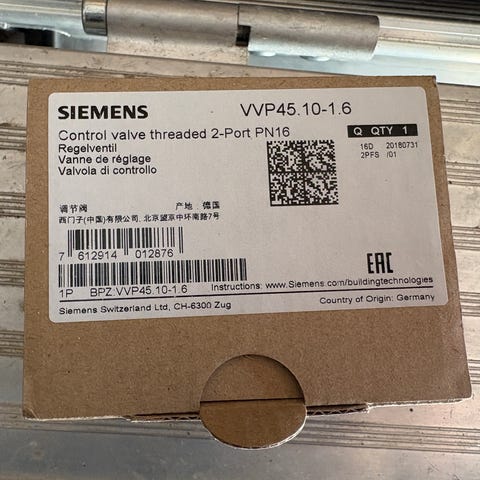 SIEMENS VVP45.10-1.6
Control valve threaded 2-Port PN16
Regelventil
Vanne de réglage
Valvola di controllo
Q QTY 1
16D 20180731
2PFS /01
调节阀 产地: 德国
西门子(中国)有限公司, 北京望京中环南路7号
7 612914 012876
EAC
1P BPZ:VVP45.10-1.6
Instructions: www.Siemens.com/buildingtechnologies
Siemens Switzerland Ltd, CH-6300 Zug
Country of Origin: Germany